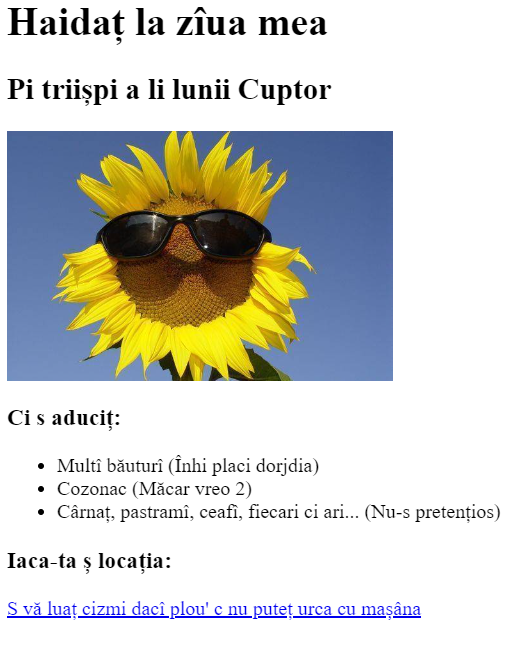 Haidaț la zîua mea
Pi triișpi a li lunii Cuptor
Ci s aduciț:
Multî băuturî (Înhi placi dorjdia)
Cozonac (Măcar vreo 2)
Cârnaț, pastramî, ceafî, fiecari ci ari... (Nu-s pretențios)
Iaca-ta ș locația:
S vă luaț cizmi dacî plou' c nu puteț urca cu mașâna